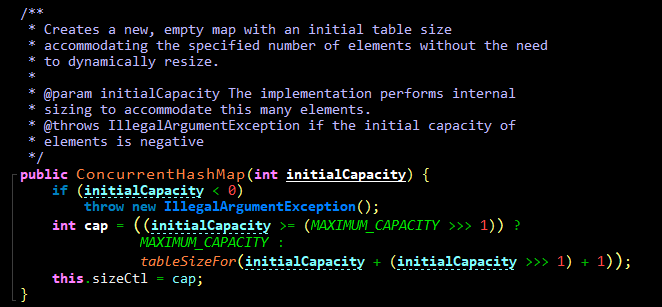 /**
 * Creates a new, empty map with an initial table size
 * accommodating the specified number of elements without the need
 * to dynamically resize.
 *
 * @param initialCapacity The implementation performs internal
 * sizing to accommodate this many elements.
 * @throws IllegalArgumentException if the initial capacity of
 * elements is negative
 */
public ConcurrentHashMap(int initialCapacity) {
    if (initialCapacity < 0)
        throw new IllegalArgumentException();
    int cap = ((initialCapacity >= (MAXIMUM_CAPACITY >>> 1)) ?
               MAXIMUM_CAPACITY :
               tableSizeFor(initialCapacity + (initialCapacity >>> 1) + 1));
    this.sizeCtl = cap;
}